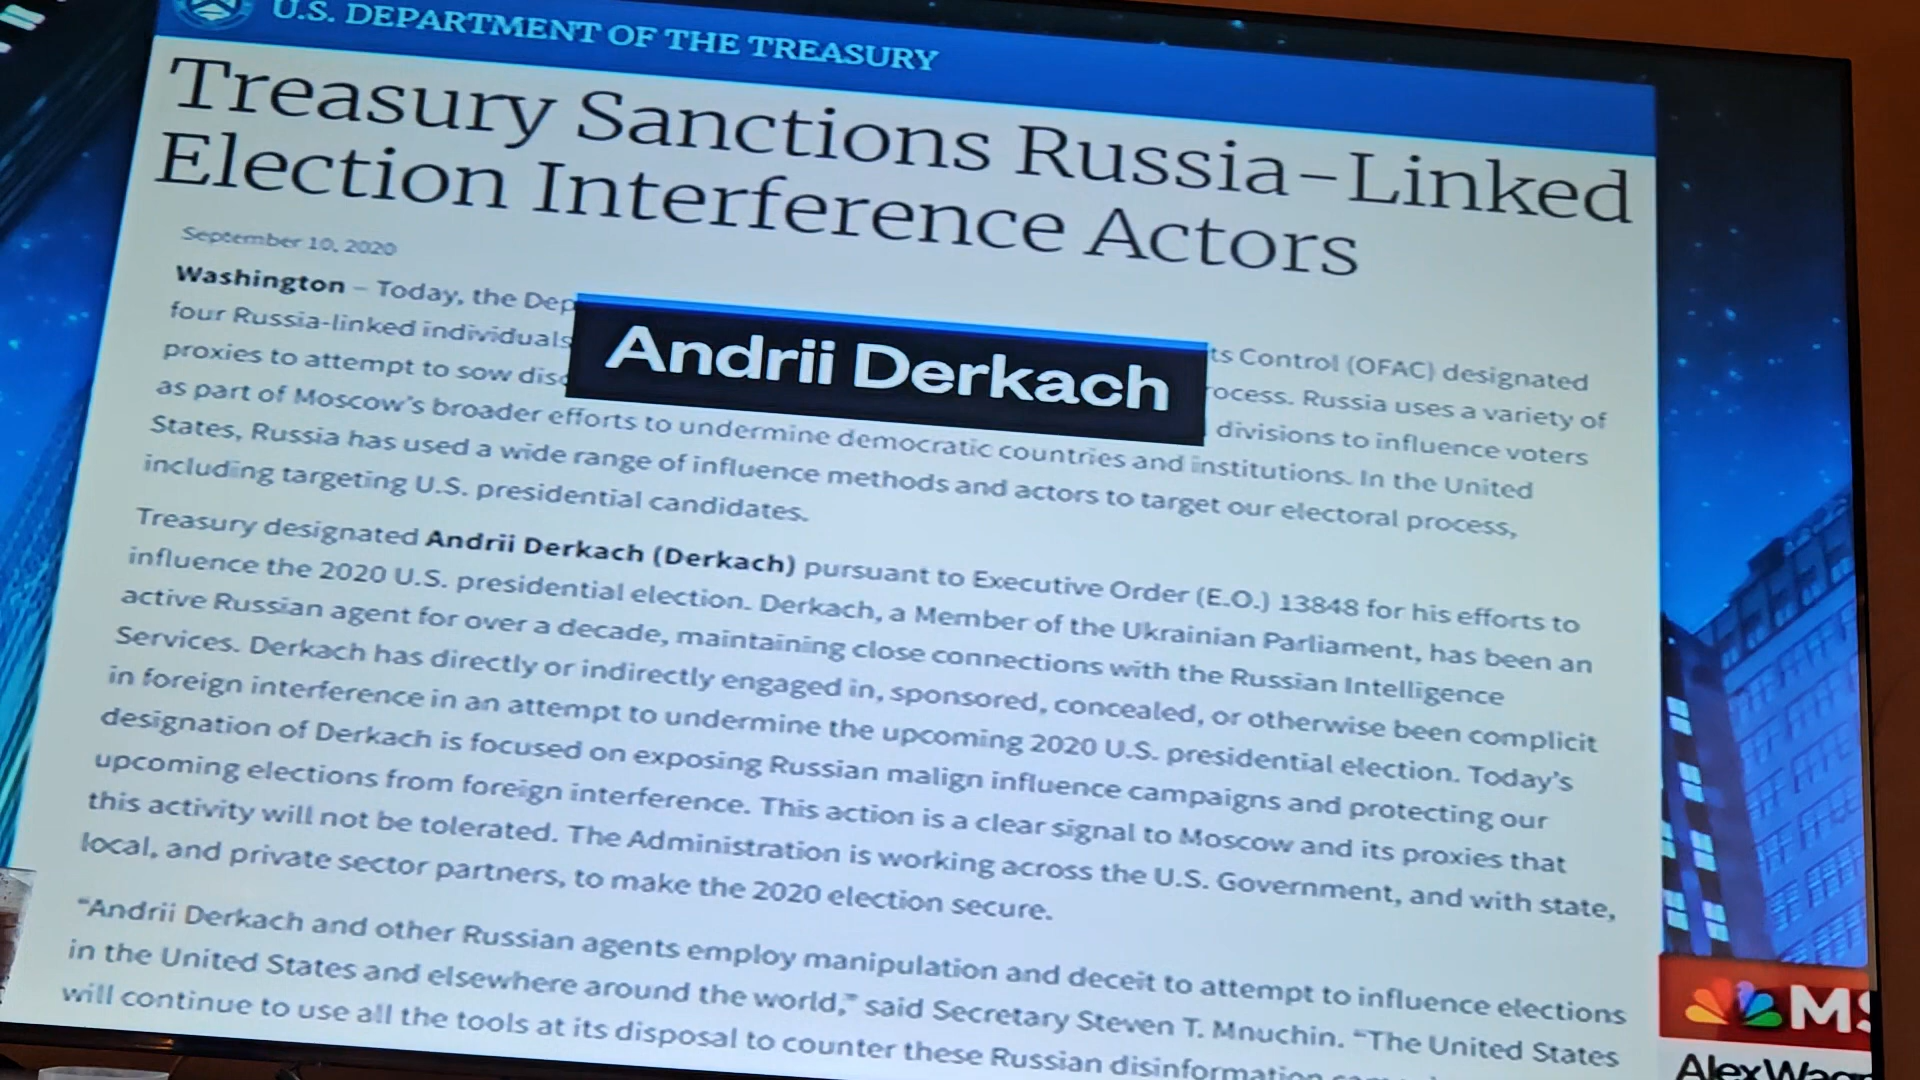 U.S. DEPARTMENT OF THE TREASURY
Treasury Sanctions Russia-Linked
Election Interference Actors
September 10, 2020
Washington – Today, the Dep
four Russia-linked individuals ts Control (OFAC) designated
proxies to attempt to sow disc ocess. Russia uses a variety of
Andrii Derkach
divisions to influence voters
as part of Moscow's broader efforts to undermine democratic countries and institutions. In the United
States, Russia has used a wide range of influence methods and actors to target our electoral process,
including targeting U.S. presidential candidates.
Treasury designated Andrii Derkach (Derkach) pursuant to Executive Order (E.O.) 13848 for his efforts to
influence the 2020 U.S. presidential election. Derkach, a Member of the Ukrainian Parliament, has been an
active Russian agent for over a decade, maintaining close connections with the Russian Intelligence
Services. Derkach has directly or indirectly engaged in, sponsored, concealed, or otherwise been complicit
in foreign interference in an attempt to undermine the upcoming 2020 U.S. presidential election. Today's
designation of Derkach is focused on exposing Russian malign influence campaigns and protecting our
upcoming elections from foreign interference. This action is a clear signal to Moscow and its proxies that
this activity will not be tolerated. The Administration is working across the U.S. Government, and with state,
local, and private sector partners, to make the 2020 election secure.
"Andrii Derkach and other Russian agents employ manipulation and deceit to attempt to influence elections
in the United States and elsewhere around the world," said Secretary Steven T. Mnuchin. "The United States
will continue to use all the tools at its disposal to counter these Russian disinformation
MS
Alex Wag